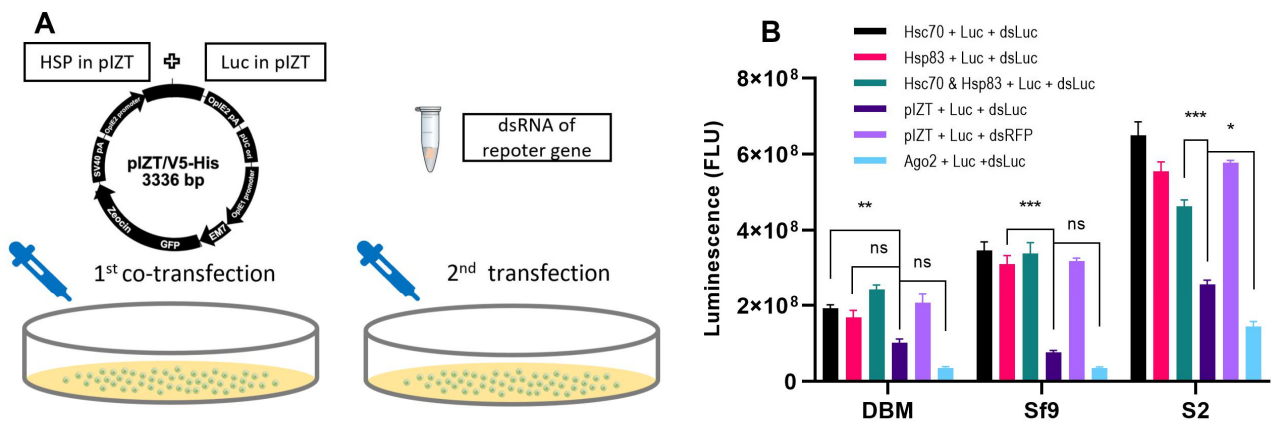 A
HSP in pIZT
Luc in pIZT
OpIE2 promoter
OpIE2 pA
pUC ori
OpIE1 promoter
EM7
GFP
Zeocin
SV40 pA
pIZT/V5-His
3336 bp
dsRNA of
repoter gene
1st co-transfection
2nd transfection
B
Hsc70 + Luc + dsLuc
Hsp83 + Luc + dsLuc
Hsc70 & Hsp83 + Luc + dsLuc
pIZT + Luc + dsLuc
pIZT + Luc + dsRFP
Ago2 + Luc +dsLuc
Luminescence (FLU)
8×10⁸
6×10⁸
4×10⁸
2×10⁸
0
**
ns
ns
***
ns
***
*
DBM
Sf9
S2